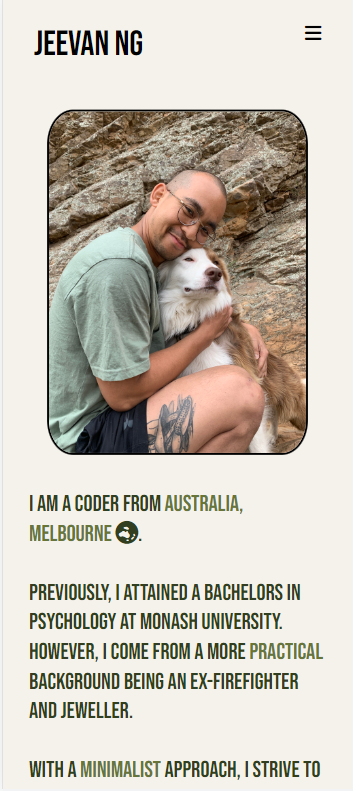 JEEVAN NG
I AM A CODER FROM AUSTRALIA,
MELBOURNE .
PREVIOUSLY, I ATTAINED A BACHELORS IN
PSYCHOLOGY AT MONASH UNIVERSITY.
HOWEVER, I COME FROM A MORE PRACTICAL
BACKGROUND BEING AN EX-FIREFIGHTER
AND JEWELLER.
WITH A MINIMALIST APPROACH, I STRIVE TO